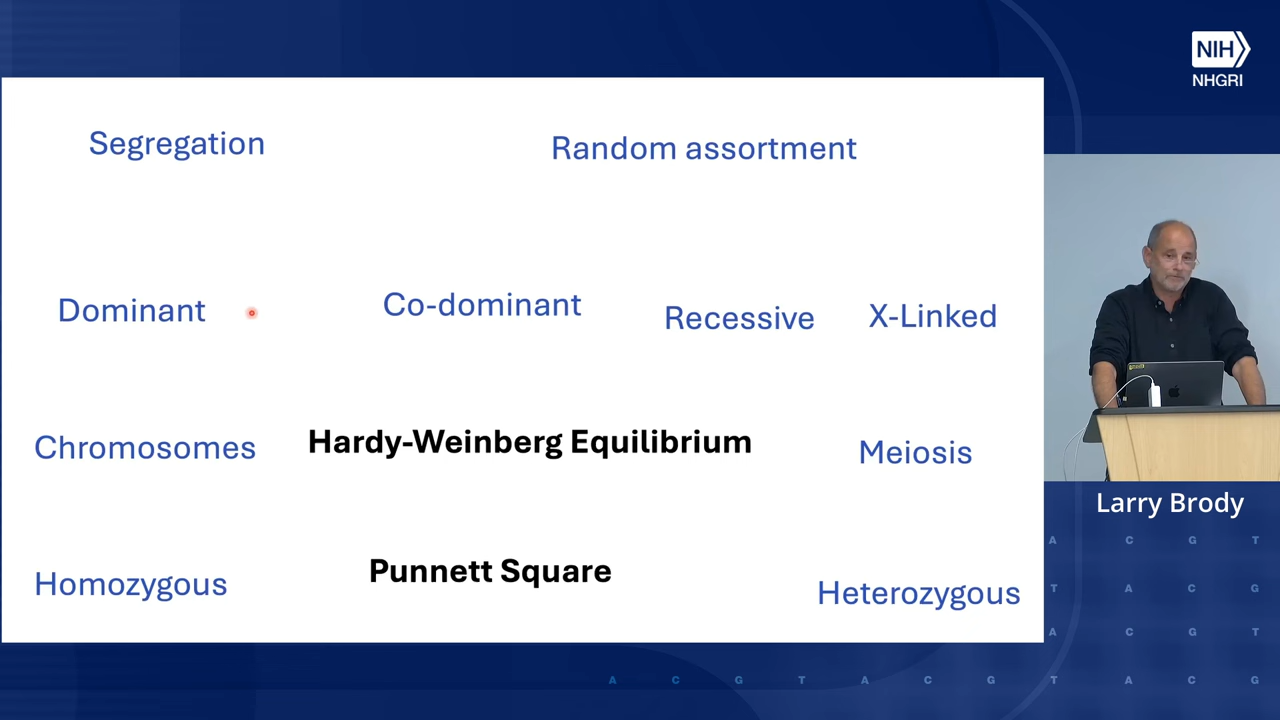 NIH
NHGRI
Segregation
Random assortment
Dominant
Co-dominant
Recessive
X-Linked
Chromosomes
Hardy-Weinberg Equilibrium
Meiosis
Homozygous
Punnett Square
Heterozygous
Larry Brody
A C G T
T A C G
A C G T
A C G T A C G T A C G